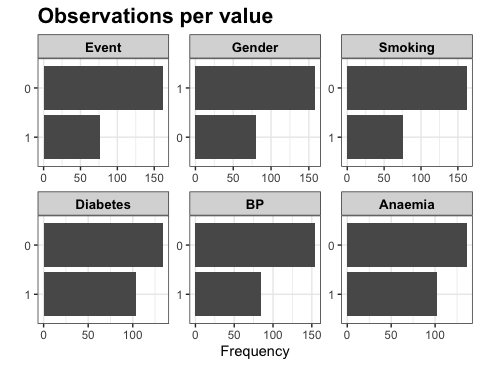 Observations per value
Event Gender Smoking
0 1 0
1 0 1
0 50 100 150 0 50 100 150 0 50 100 150
Diabetes BP Anaemia
0 0 0
1 1 1
0 50 100 0 50 100 150 0 50 100
Frequency